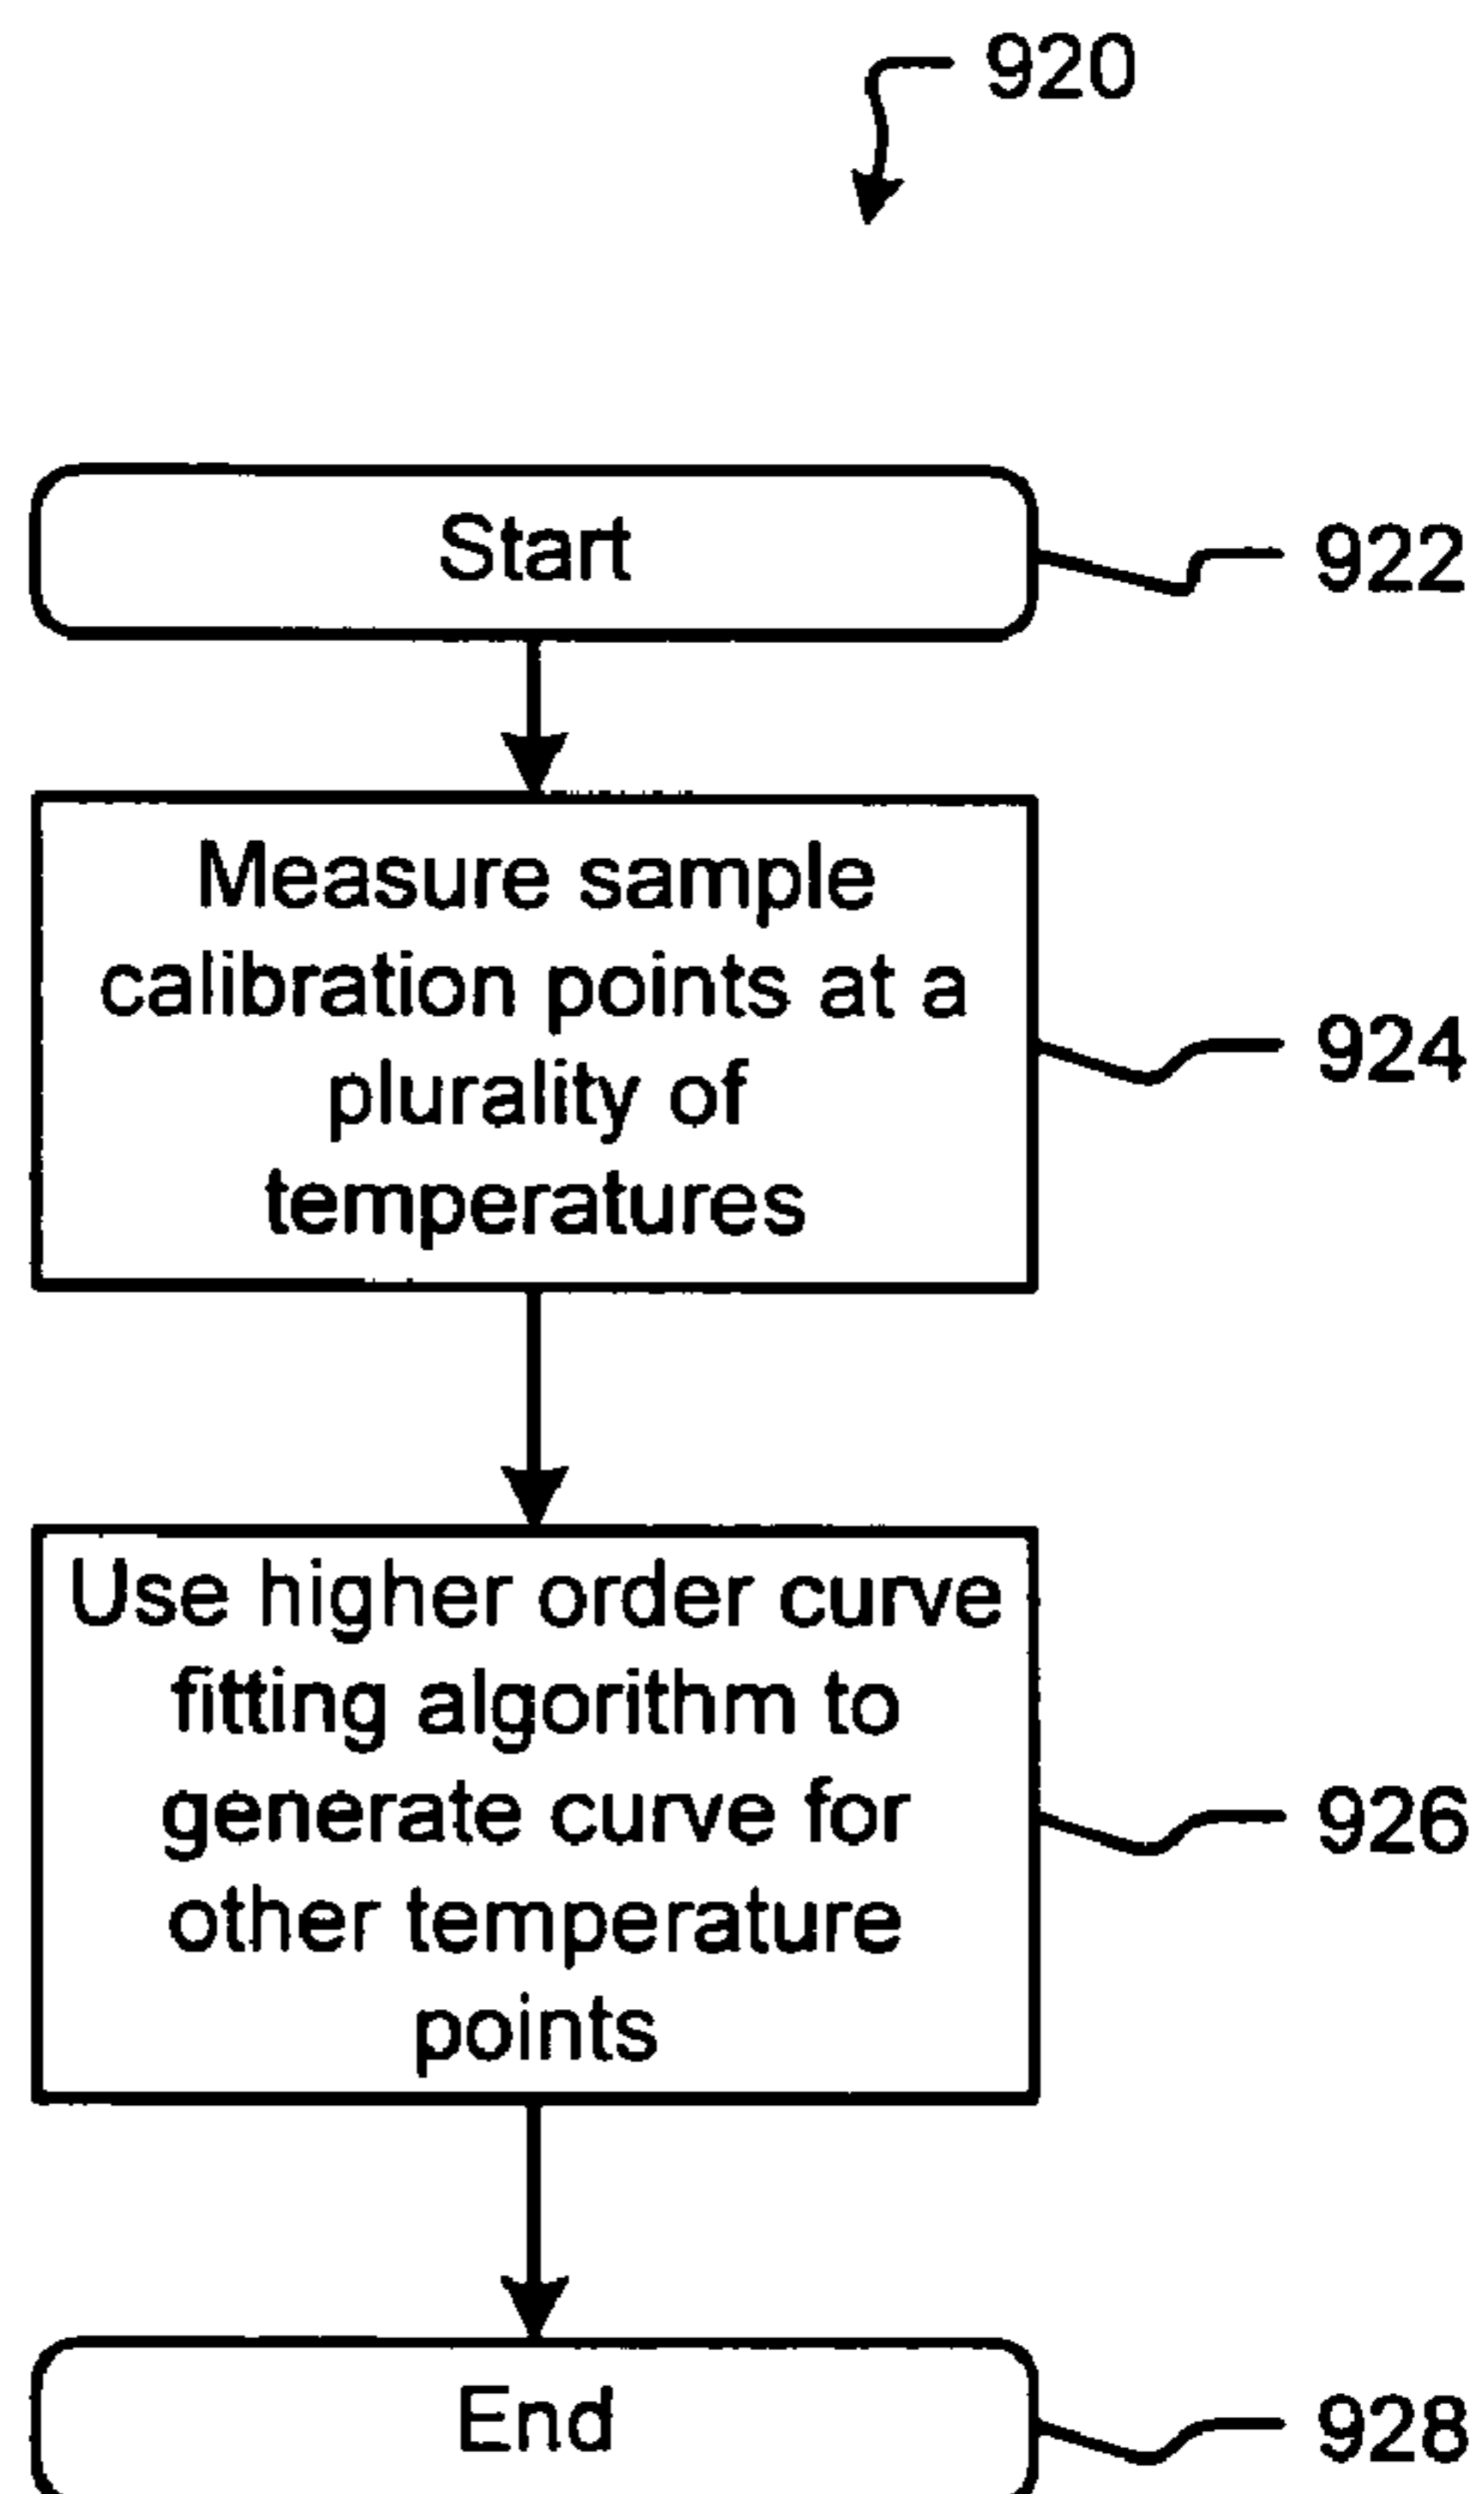 920
Start
922
Measure sample
calibration points at a
plurality of
temperatures
924
Use higher order curve
fitting algorithm to
generate curve for
other temperature
points
926
End
928